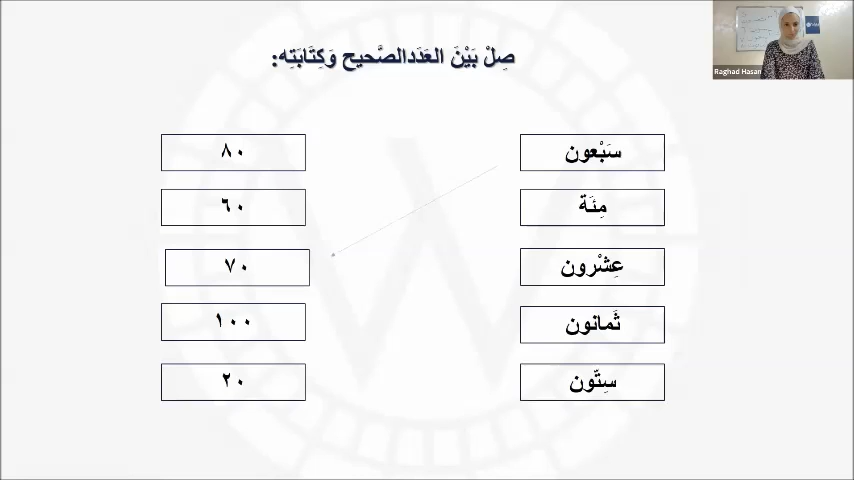 صِلْ بَيْنَ العَدَدالصَّحيح وَكِتَابَتِه:
سَبْعون
٨٠
مِئَة
٦٠
عِشْرون
٧٠
ثَمانون
١٠٠
سِتّون
٢٠
Raghad Hasan